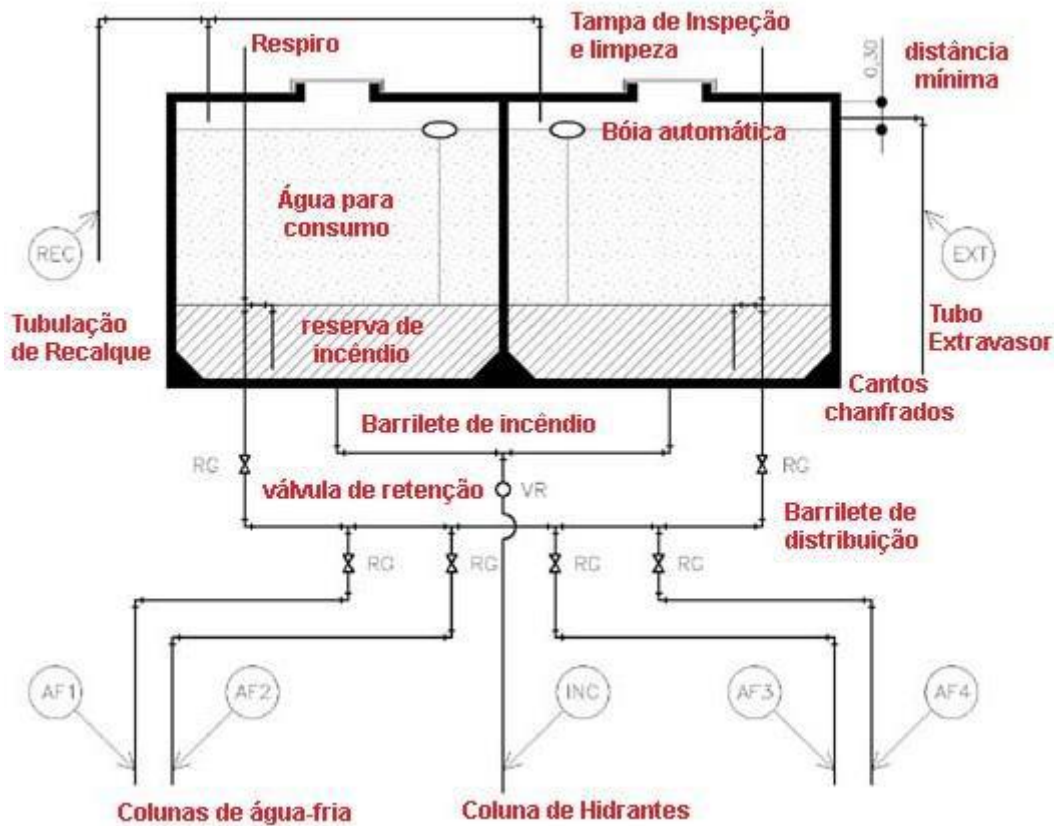 Respiro
Tampa de Inspeção
e limpeza
0,30
distância
mínima
Bóia automática
Água para
consumo
REC
EXT
Tubulação
de Recalque
reserva de
incêndio
Tubo
Extravasor
Cantos
chanfrados
Barrilete de incêndio
RG
RG
válvula de retenção
VR
Barrilete de
distribuição
RG
RG
RG
RG
AF1
AF2
INC
AF3
AF4
Colunas de água-fria
Coluna de Hidrantes